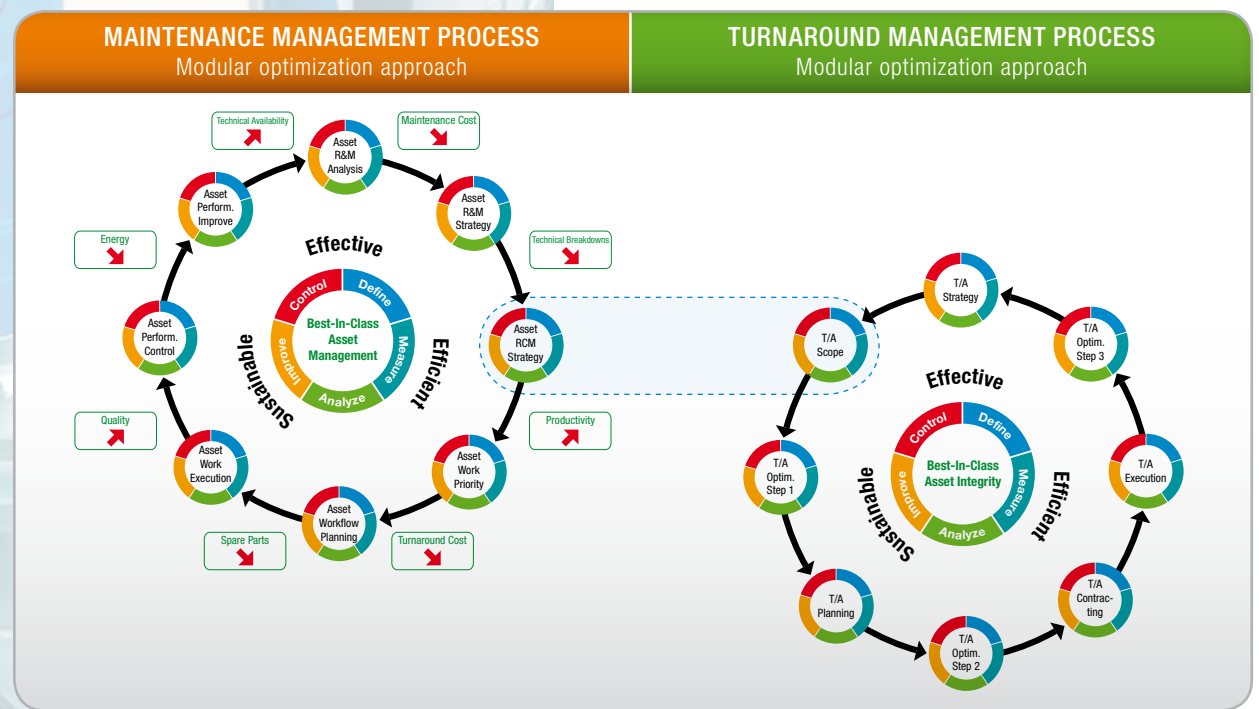 MAINTENANCE MANAGEMENT PROCESS
Modular optimization approach
TURNAROUND MANAGEMENT PROCESS
Modular optimization approach
Technical Availability
Asset
R&M
Analysis
Maintenance Cost
Asset
R&M
Strategy
Technical Breakdowns
Asset
RCM
Strategy
Productivity
Asset
Work
Priority
Turnaround Cost
Asset
Workflow
Planning
Spare Parts
Asset
Work
Execution
Quality
Asset
Perform.
Control
Energy
Asset
Perform.
Improve
Effective
Efficient
Sustainable
Control
Define
Measure
Analyze
Improve
Best-In-Class
Asset
Management
T/A
Strategy
T/A
Scope
T/A
Optim.
Step 1
T/A
Planning
T/A
Optim.
Step 2
T/A
Contrac-
ting
T/A
Execution
T/A
Optim.
Step 3
Effective
Efficient
Sustainable
Control
Define
Measure
Analyze
Improve
Best-In-Class
Asset Integrity